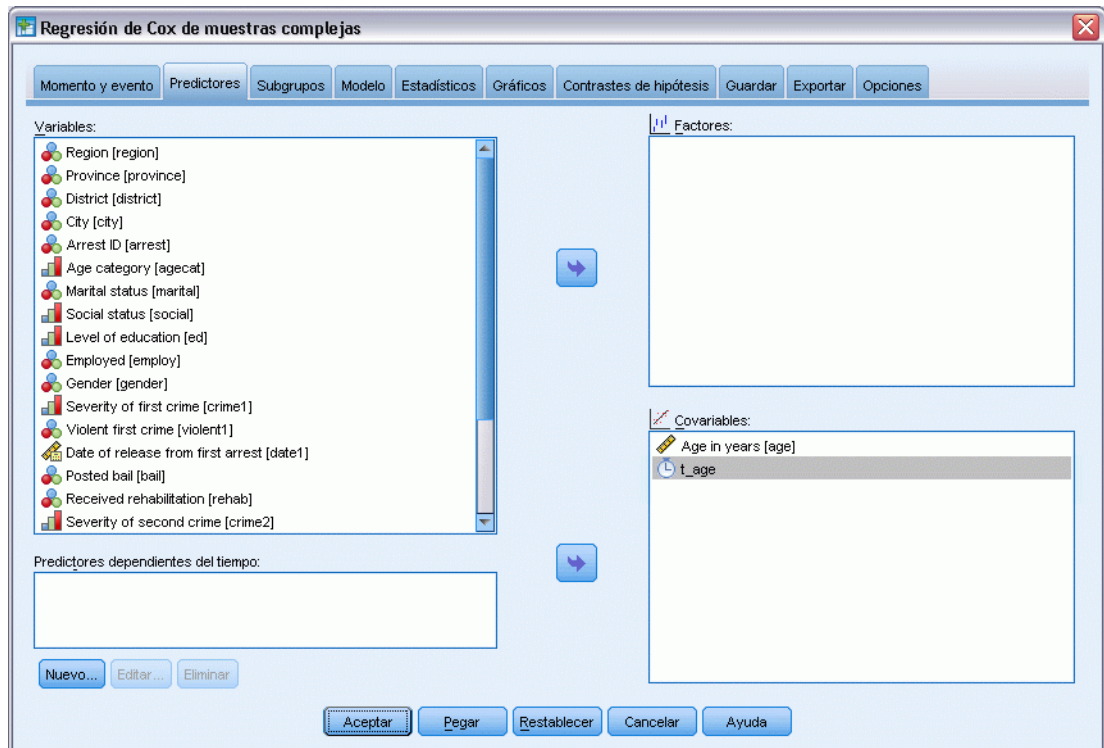 Regresión de Cox de muestras complejas
Momento y evento
Predictores
Subgrupos
Modelo
Estadísticos
Gráficos
Contrastes de hipótesis
Guardar
Exportar
Opciones
Variables:
Region [region]
Province [province]
District [district]
City [city]
Arrest ID [arrest]
Age category [agecat]
Marital status [marital]
Social status [social]
Level of education [ed]
Employed [employ]
Gender [gender]
Severity of first crime [crime1]
Violent first crime [violent1]
Date of release from first arrest [date1]
Posted bail [bail]
Received rehabilitation [rehab]
Severity of second crime [crime2]
Predictores dependientes del tiempo:
Nuevo...
Editar...
Eliminar
Factores:
Covariables:
Age in years [age]
t_age
Aceptar
Pegar
Restablecer
Cancelar
Ayuda